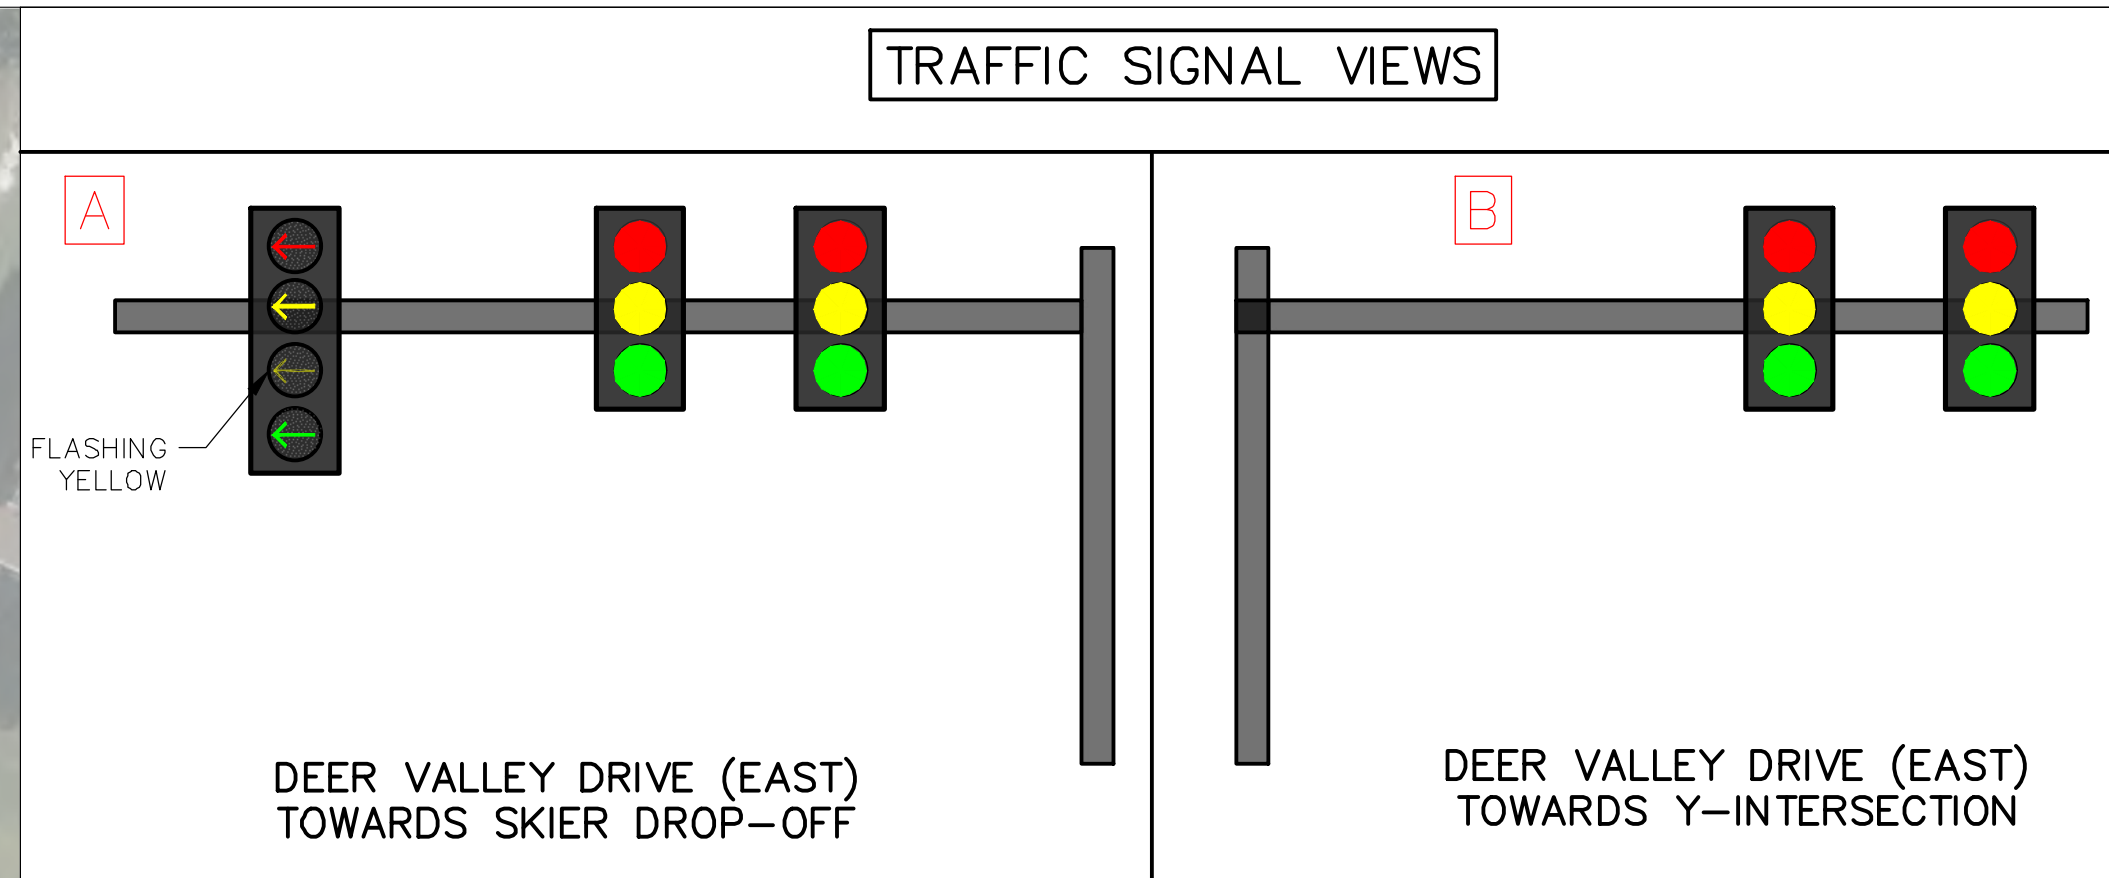 TRAFFIC SIGNAL VIEWS
A
B
FLASHING
YELLOW
DEER VALLEY DRIVE (EAST)
TOWARDS SKIER DROP-OFF
DEER VALLEY DRIVE (EAST)
TOWARDS Y-INTERSECTION